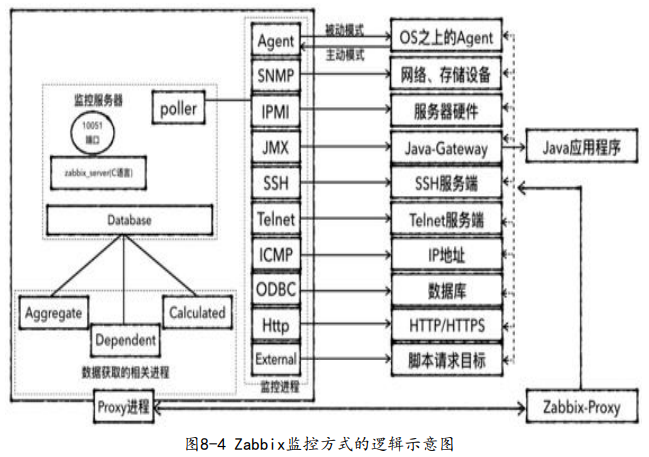 被动模式
主动模式
Agent
OS之上的Agent
SNMP
网络、存储设备
监控服务器
poller
IPMI
服务器硬件
10051
端口
JMX
Java-Gateway
Java应用程序
zabbix_server(C语言)
SSH
SSH服务端
Database
Telnet
Telnet服务端
ICMP
IP地址
ODBC
数据库
Aggregate
Calculated
Dependent
Http
HTTP/HTTPS
数据获取的相关进程
External
脚本请求目标
监控进程
Proxy进程
Zabbix-Proxy
图8-4 Zabbix监控方式的逻辑示意图